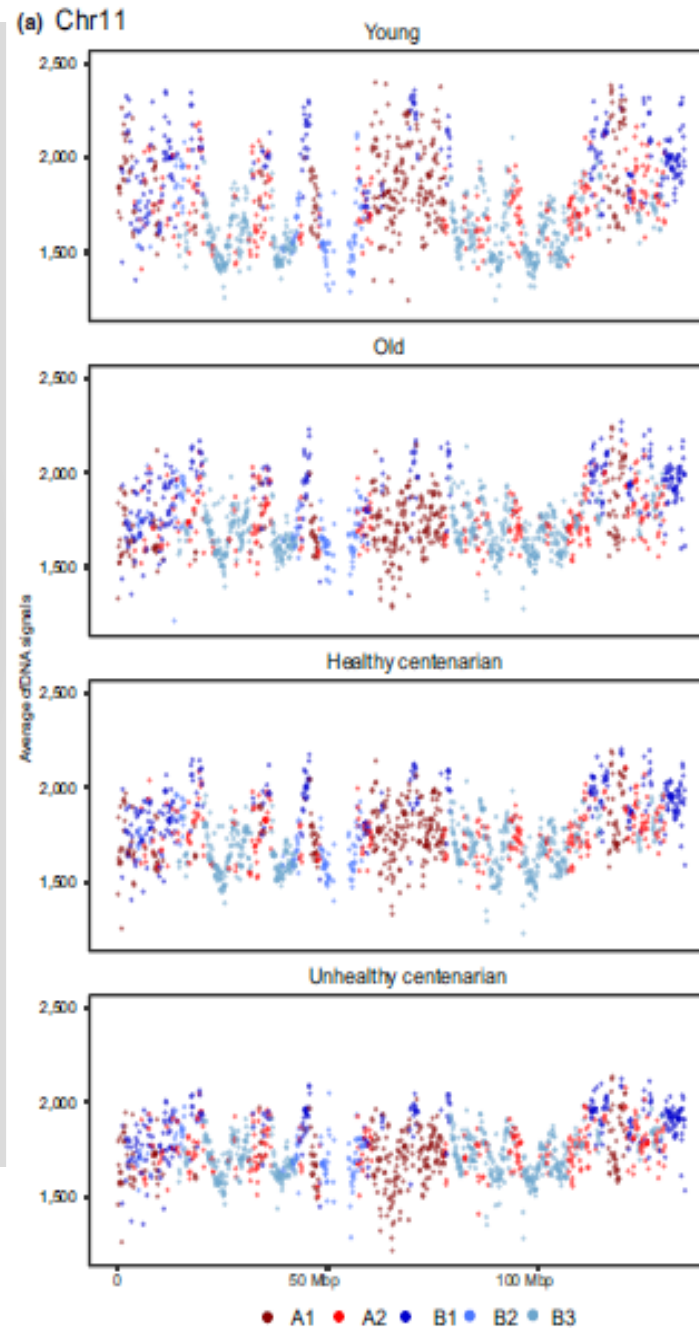 (a) Chr11
Young
2,500
2,000
1,500
Old
2,500
2,000
1,500
Average cfDNA signals
Healthy centenarian
2,500
2,000
1,500
Unhealthy centenarian
2,500
2,000
1,500
0 50 Mbp 100 Mbp
A1 A2 B1 B2 B3